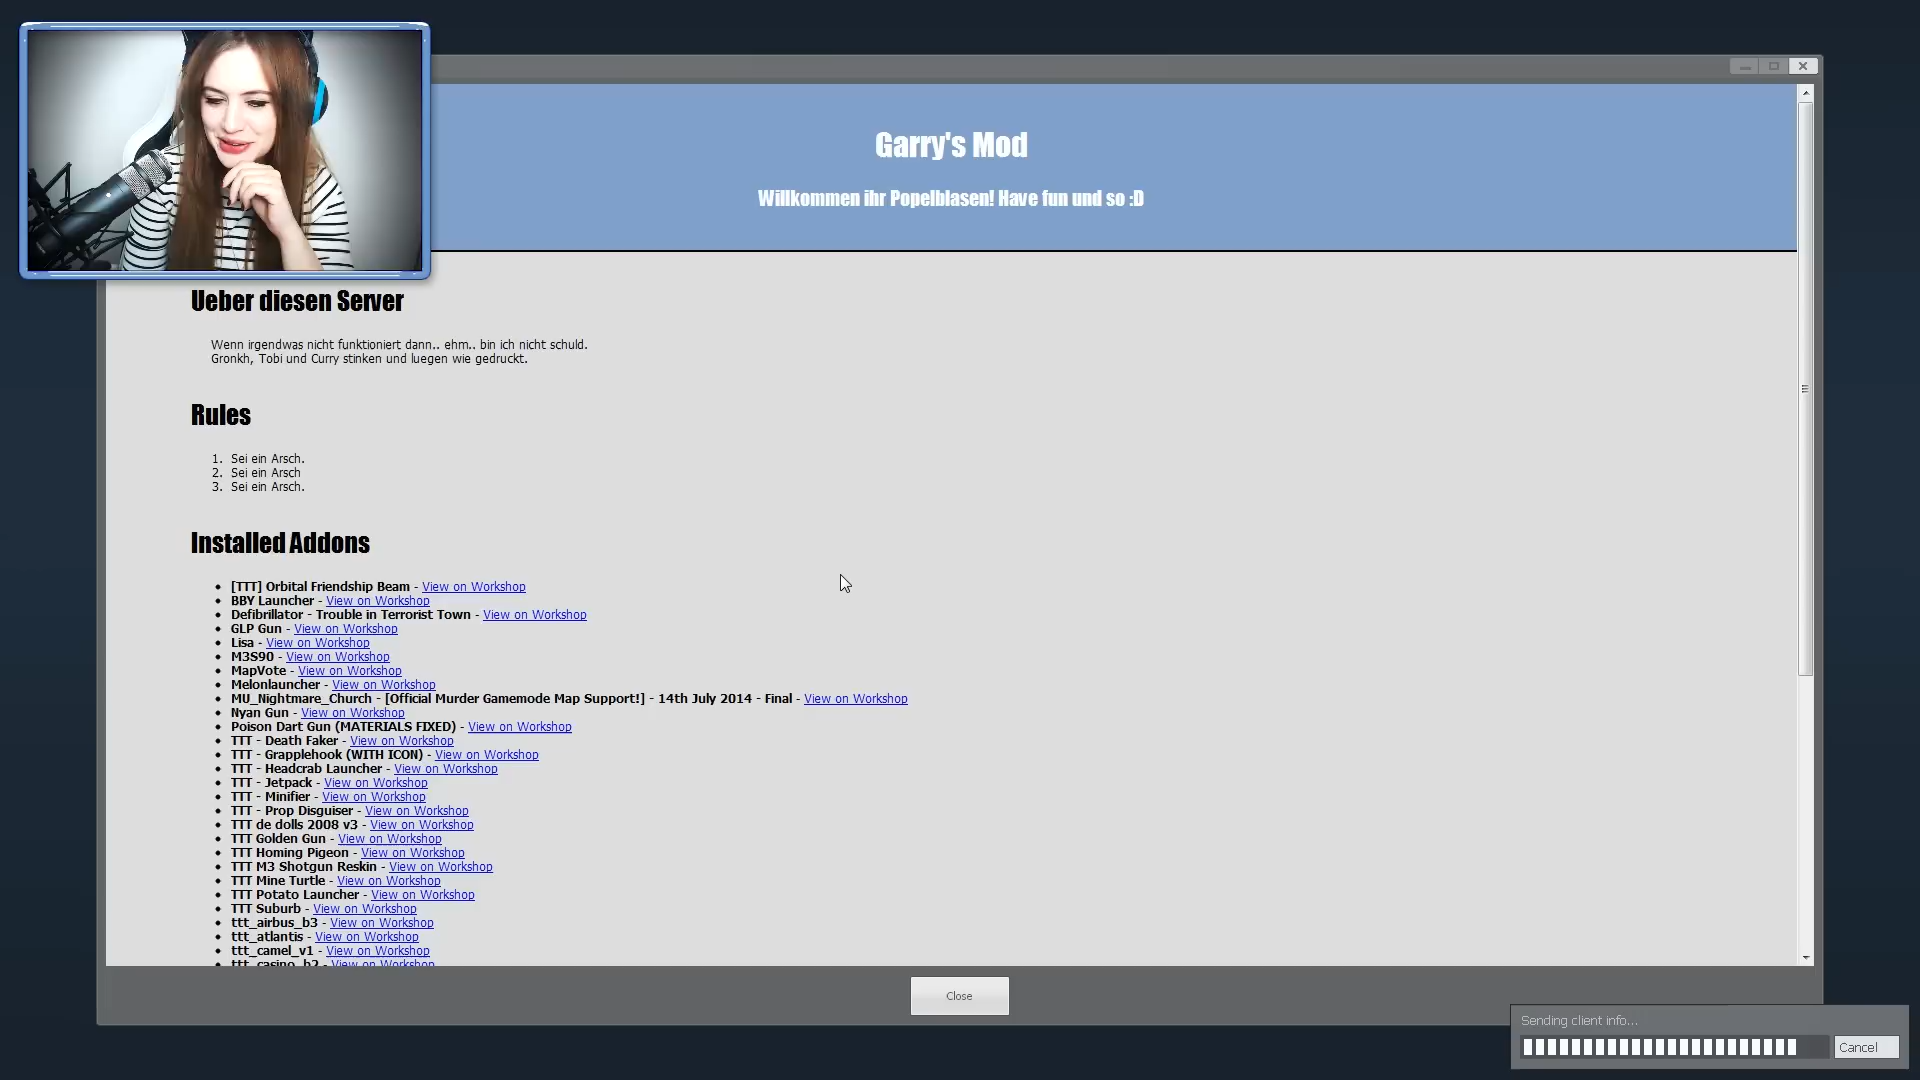 Garry's Mod
Willkommen ihr Popelblasen! Have fun und so :D
Ueber diesen Server
Wenn irgendwas nicht funktioniert dann.. ehm.. bin ich nicht schuld.
Gronkh, Tobi und Curry stinken und luegen wie gedruckt.
Rules
1. Sei ein Arsch.
2. Sei ein Arsch
3. Sei ein Arsch.
Installed Addons
• [TTT] Orbital Friendship Beam - View on Workshop
• BBY Launcher - View on Workshop
• Defibrillator - Trouble in Terrorist Town - View on Workshop
• GLP Gun - View on Workshop
• Lisa - View on Workshop
• M3S90 - View on Workshop
• MapVote - View on Workshop
• Melonlauncher - View on Workshop
• MU_Nightmare_Church - [Official Murder Gamemode Map Support!] - 14th July 2014 - Final - View on Workshop
• Nyan Gun - View on Workshop
• Poison Dart Gun (MATERIALS FIXED) - View on Workshop
• TTT - Death Faker - View on Workshop
• TTT - Grapplehook (WITH ICON) - View on Workshop
• TTT - Headcrab Launcher - View on Workshop
• TTT - Jetpack - View on Workshop
• TTT - Minifier - View on Workshop
• TTT - Prop Disguiser - View on Workshop
• TTT de dolls 2008 v3 - View on Workshop
• TTT Golden Gun - View on Workshop
• TTT Homing Pigeon - View on Workshop
• TTT M3 Shotgun Reskin - View on Workshop
• TTT Mine Turtle - View on Workshop
• TTT Potato Launcher - View on Workshop
• TTT Suburb - View on Workshop
• ttt_airbus_b3 - View on Workshop
• ttt_atlantis - View on Workshop
• ttt_camel_v1 - View on Workshop
• ttt_casino_b2 - View on Workshop
Close
Sending client info...
Cancel